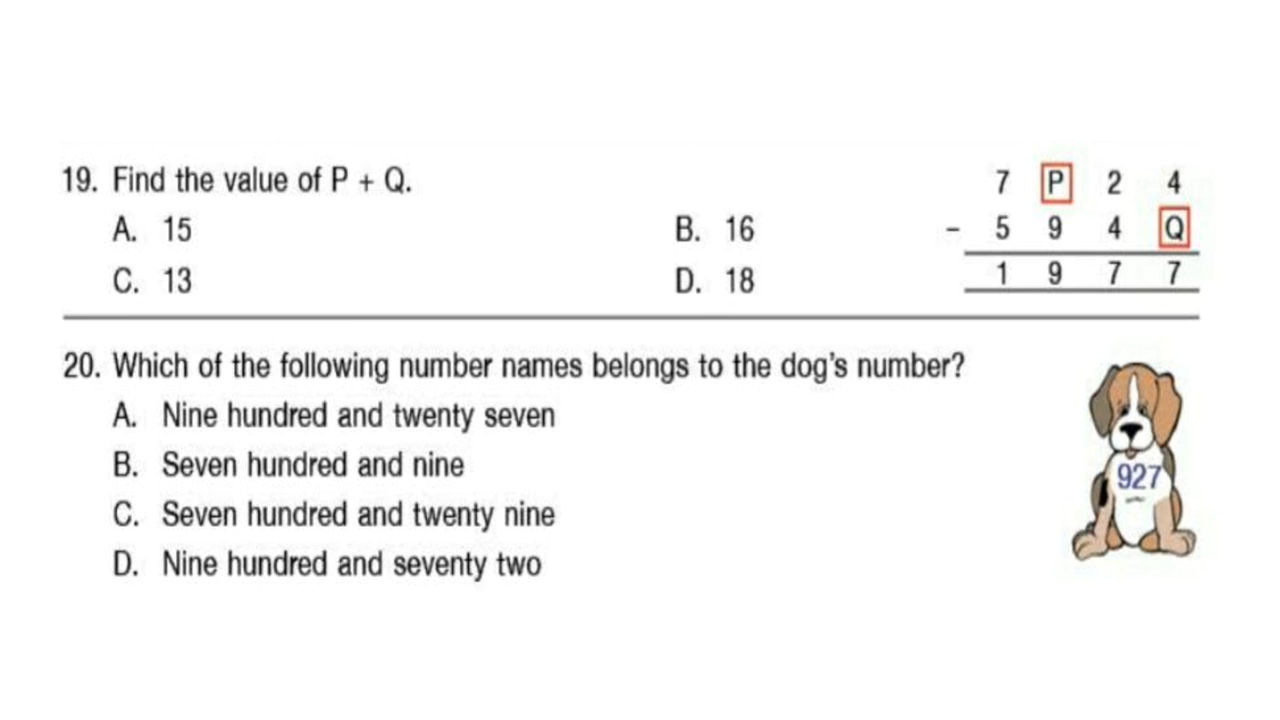 19. Find the value of P + Q.
A. 15 B. 16
C. 13 D. 18
7 P 2 4
- 5 9 4 Q
1 9 7 7
20. Which of the following number names belongs to the dog's number?
A. Nine hundred and twenty seven
B. Seven hundred and nine
C. Seven hundred and twenty nine
D. Nine hundred and seventy two
927